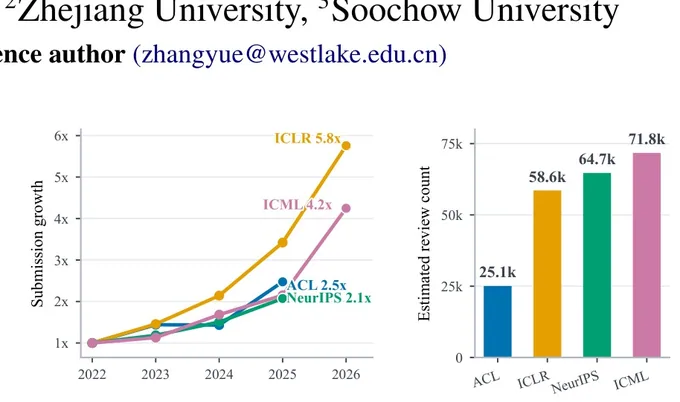 ²Zhejiang University, ³Soochow University
ence author (zhangyue@westlake.edu.cn)
6x
5x
4x
3x
2x
1x
Submission growth
ICLR 5.8x
ICML 4.2x
ACL 2.5x
NeurIPS 2.1x
2022 2023 2024 2025 2026
75k
50k
25k
0
Estimated review count
25.1k
58.6k
64.7k
71.8k
ACL ICLR NeurIPS ICML